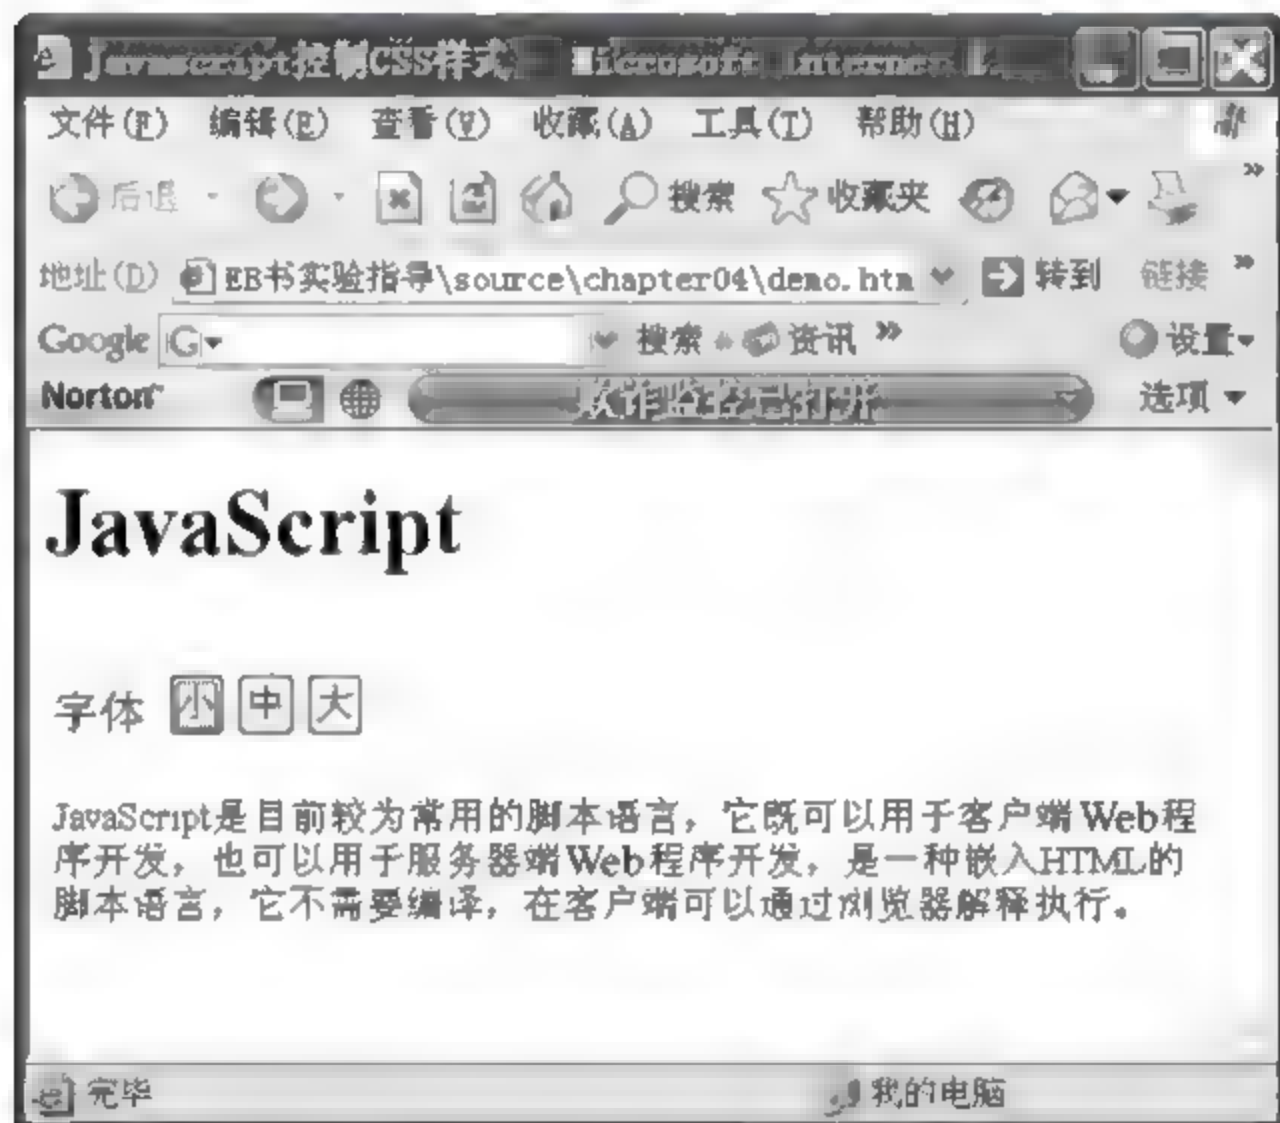 Javascript控制CSS样式 Microsoft Internet
文件(F) 编辑(E) 查看(V) 收藏(A) 工具(T) 帮助(H)
后退 搜索 收藏夹 »
地址(D) EB书实验指导\source\chapter04\demo.htm 转到 链接 »
Google G 搜索 资讯 » 设置
Norton 欺诈监控已打开 选项
JavaScript
字体 小 中 大
JavaScript是目前较为常用的脚本语言，它既可以用于客户端Web程
序开发，也可以用于服务器端Web程序开发，是一种嵌入HTML的
脚本语言，它不需要编译，在客户端可以通过浏览器解释执行。
完毕 我的电脑